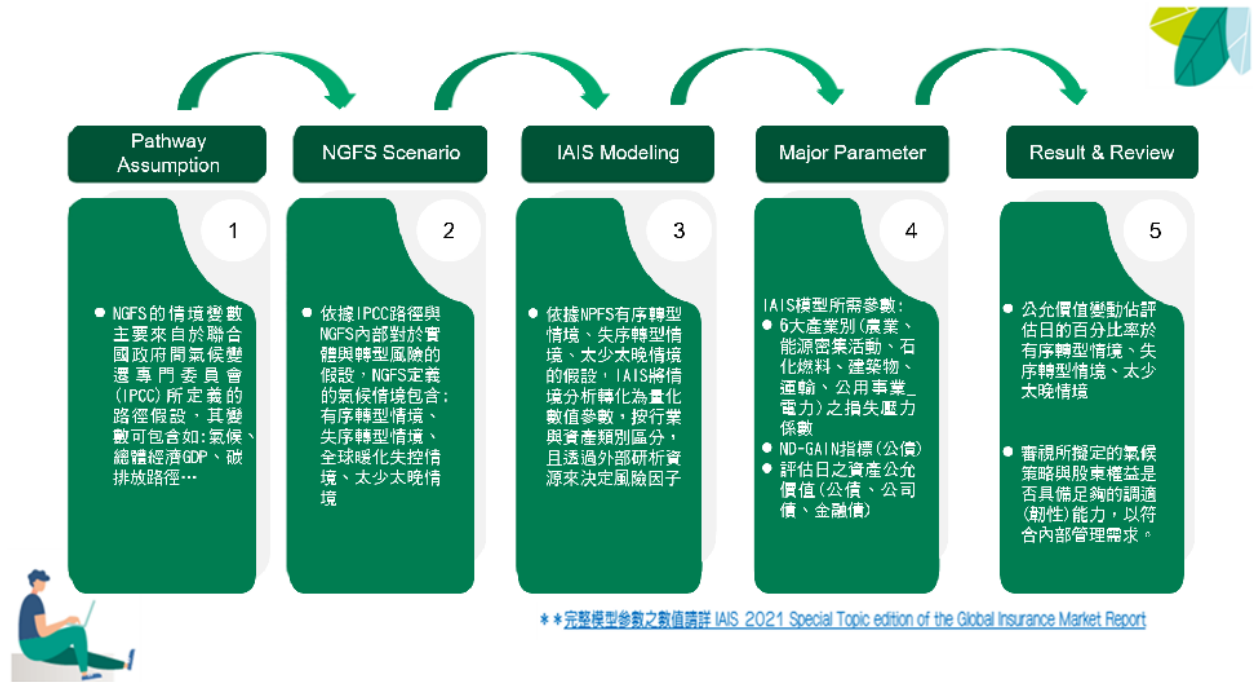 Pathway
Assumption
NGFS Scenario
IAIS Modeling
Major Parameter
Result & Review
1
● NGFS的情境變數
主要來自於聯合
國政府間氣候變
遷專門委員會
(IPCC)所定義的
路徑假設，其變
數可包含如:氣候、
總體經濟GDP、碳
排放路徑…
2
● 依據IPCC路徑與
NGFS內部對於實
體與轉型風險的
假設，NGFS定義
的氣候情境包含:
有序轉型情境、
失序轉型情境、
全球暖化失控情
境、太少太晚情
境
3
● 依據NPFS有序轉型
情境、失序轉型情
境、太少太晚情境
的假設，IAIS將情
境分析轉化為量化
數值參數，按行業
與資產類別區分，
且透過外部研析資
源來決定風險因子
4
IAIS模型所需參數:
● 6大產業別(農業、
能源密集活動、石
化燃料、建築物、
運輸、公用事業_
電力)之損失壓力
係數
● ND-GAIN指標(公債)
● 評估日之資產公允
價值(公債、公司
債、金融債)
5
● 公允價值變動佔評
估日的百分比率於
有序轉型情境、失
序轉型情境、太少
太晚情境
● 審視所擬定的氣候
策略與股東權益是
否具備足夠的調適
(韌性)能力，以符
合內部管理需求。
**完整模型參數之數值請詳 IAIS 2021 Special Topic edition of the Global Insurance Market Report